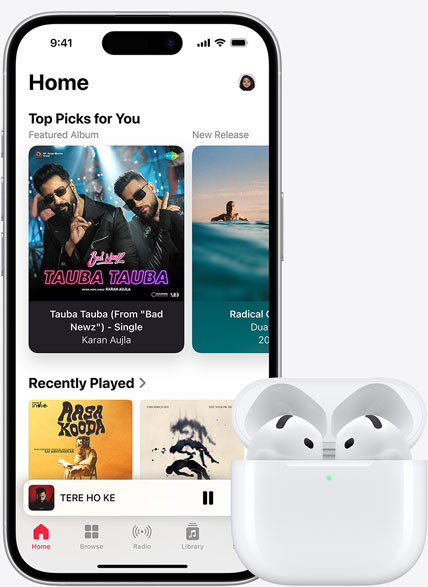 9:41
Home
Top Picks for You
Featured Album
New Release
Bad Newz
TAUBA TAUBA
KARAN AUJLA
Tauba Tauba (From "Bad
Newz") - Single
Karan Aujla
Radical
Dua
20
Recently Played >
AASA
KOODA
TERE HO KE
Home
Browse
Radio
Library